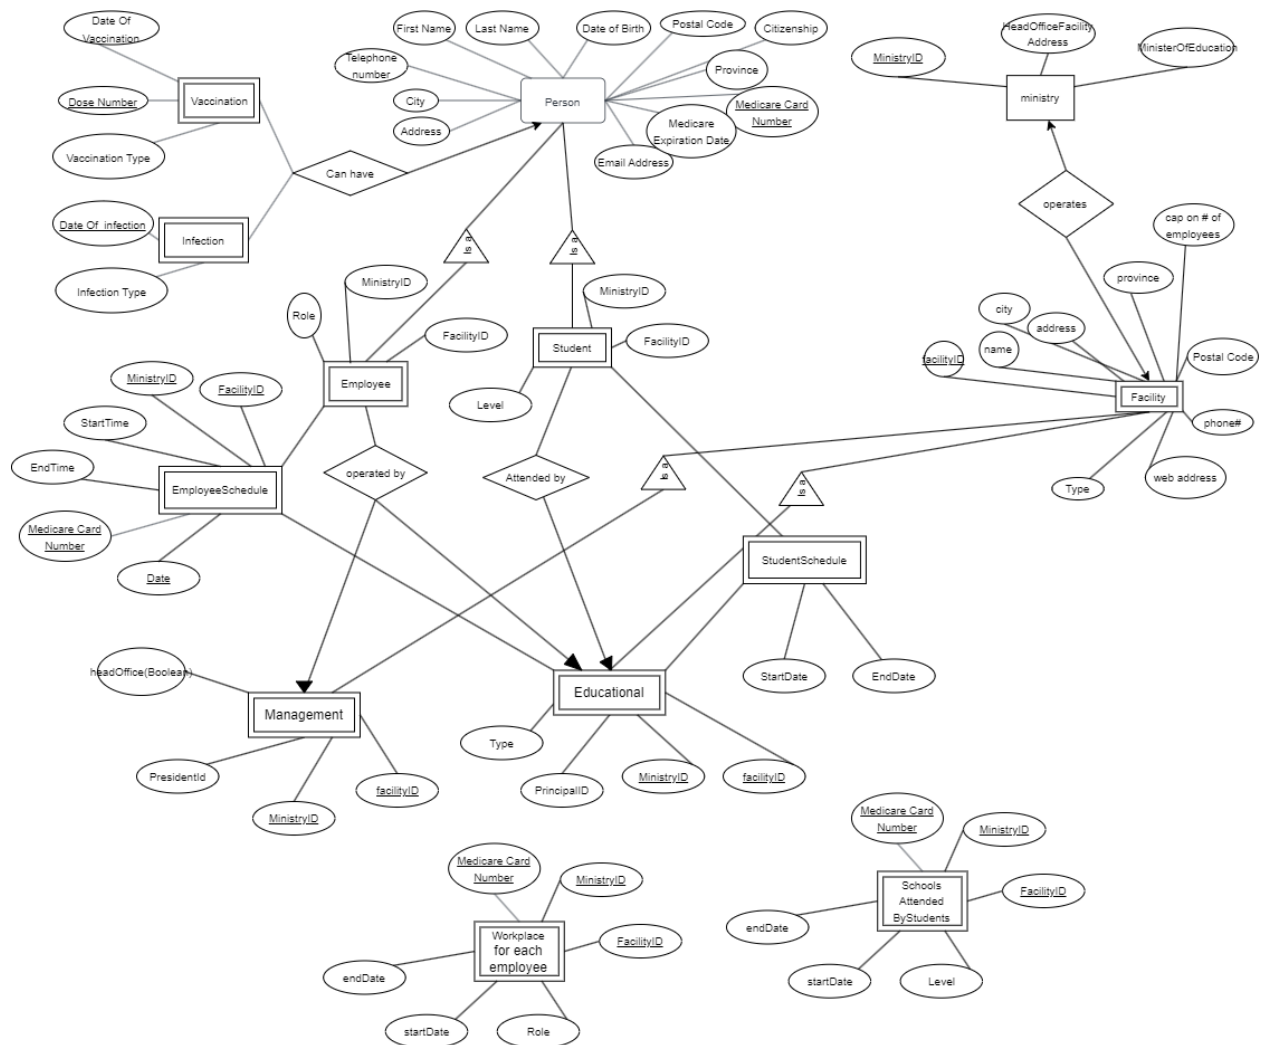 Date Of
Vaccination
First Name
Last Name
Date of Birth
Postal Code
Citizenship
HeadOfficeFacility
Address
MinistryID
MinisterOfEducation
Telephone
number
Province
Dose Number
Vaccination
City
Person
Medicare Card
Number
ministry
Address
Medicare
Expiration Date
Vaccination Type
Email Address
Can have
operates
cap on # of
employees
Date Of infection
Infection
Is a
Is a
Infection Type
MinistryID
MinistryID
province
Role
city
address
FacilityID
Student
FacilityID
facilityID
name
Postal Code
MinistryID
FacilityID
Employee
Level
Facility
StartTime
phone#
EndTime
operated by
Attended by
Is a
Is a
Type
web address
EmployeeSchedule
Medicare Card
Number
Date
StudentSchedule
headOffice(Boolean)
StartDate
EndDate
Management
Educational
Type
PresidentId
facilityID
PrincipalID
MinistryID
facilityID
MinistryID
Medicare Card
Number
MinistryID
Schools
Attended
ByStudents
FacilityID
endDate
startDate
Level
Medicare Card
Number
MinistryID
Workplace
for each
employee
FacilityID
endDate
startDate
Role